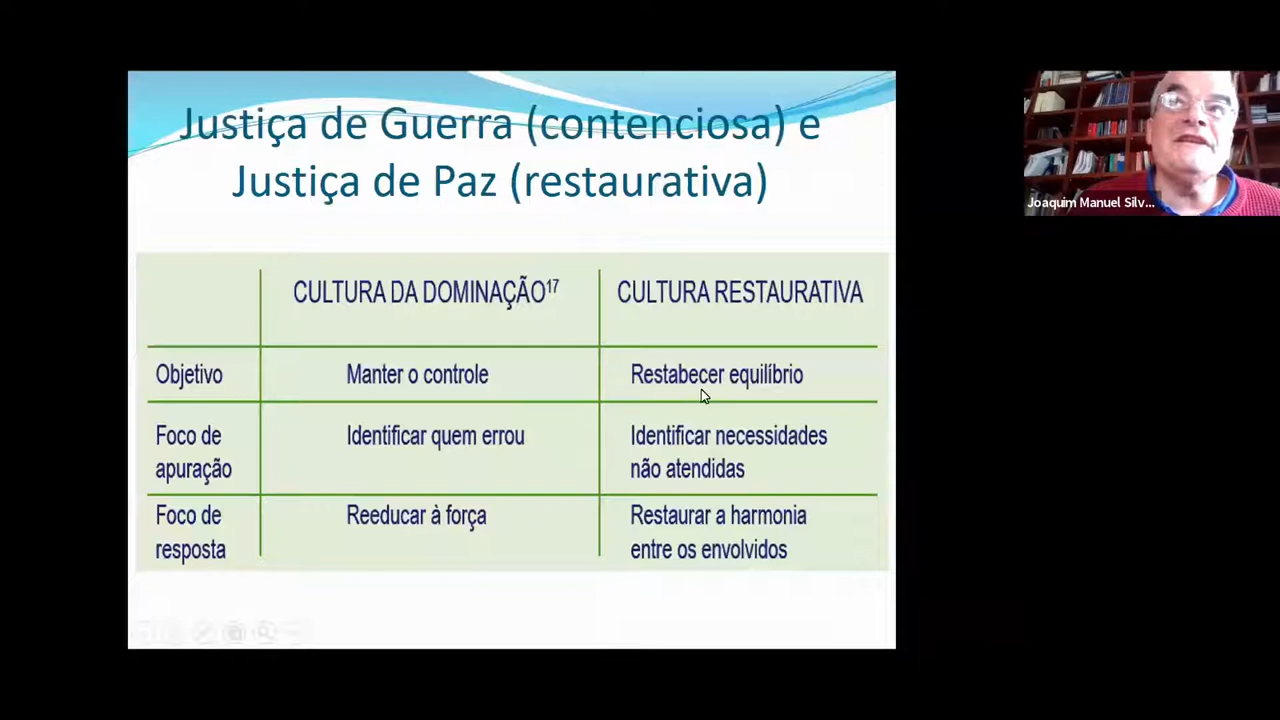 Justiça de Guerra (contenciosa) e
Justiça de Paz (restaurativa)
CULTURA DA DOMINAÇÃO¹⁷
CULTURA RESTAURATIVA
Objetivo
Manter o controle
Restabecer equilíbrio
Foco de
apuração
Identificar quem errou
Identificar necessidades
não atendidas
Foco de
resposta
Reeducar à força
Restaurar a harmonia
entre os envolvidos
Joaquim Manuel Silv...